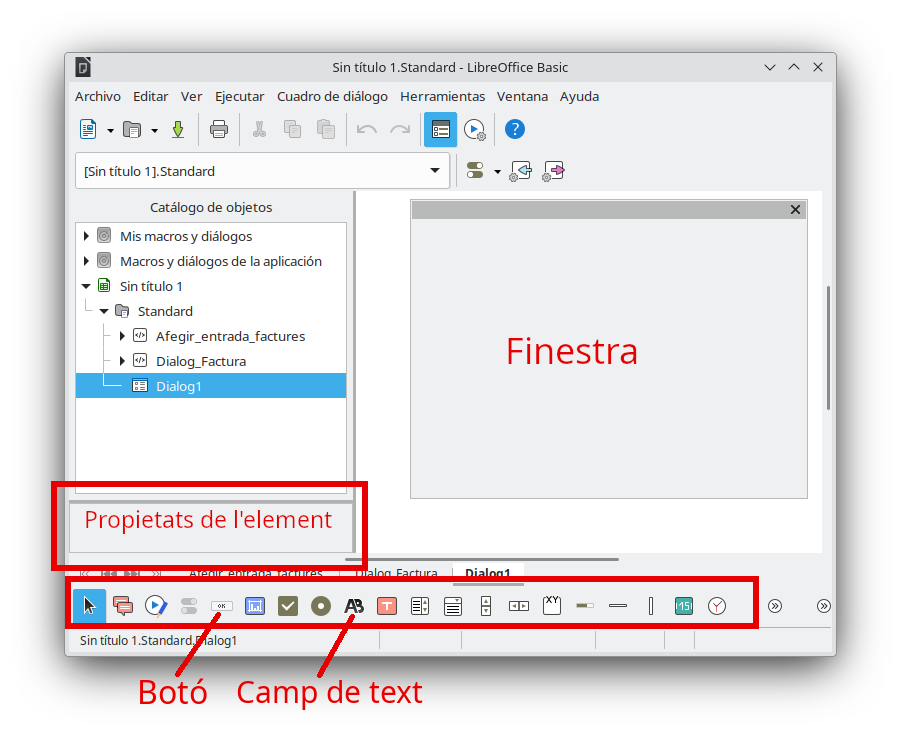 Sin título 1.Standard - LibreOffice Basic
Archivo Editar Ver Ejecutar Cuadro de diálogo Herramientas Ventana Ayuda
[Sin título 1].Standard
Catálogo de objetos
Mis macros y diálogos
Macros y diálogos de la aplicación
Sin título 1
Standard
Afegir_entrada_factures
Dialog_Factura
Dialog1
Finestra
Propietats de l'element
Afegir_entrada_factures Dialog_Factura Dialog1
OK AB T XY 15
Sin título 1.Standard.Dialog1
Botó Camp de text